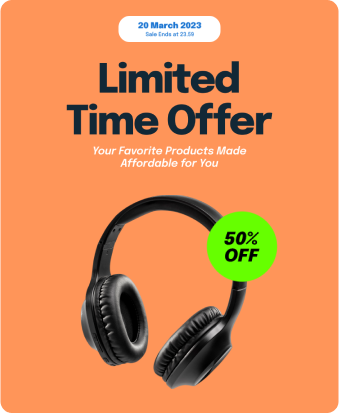 20 March 2023
Sale Ends at 23.59
Limited
Time Offer
Your Favorite Products Made
Affordable for You
50%
OFF